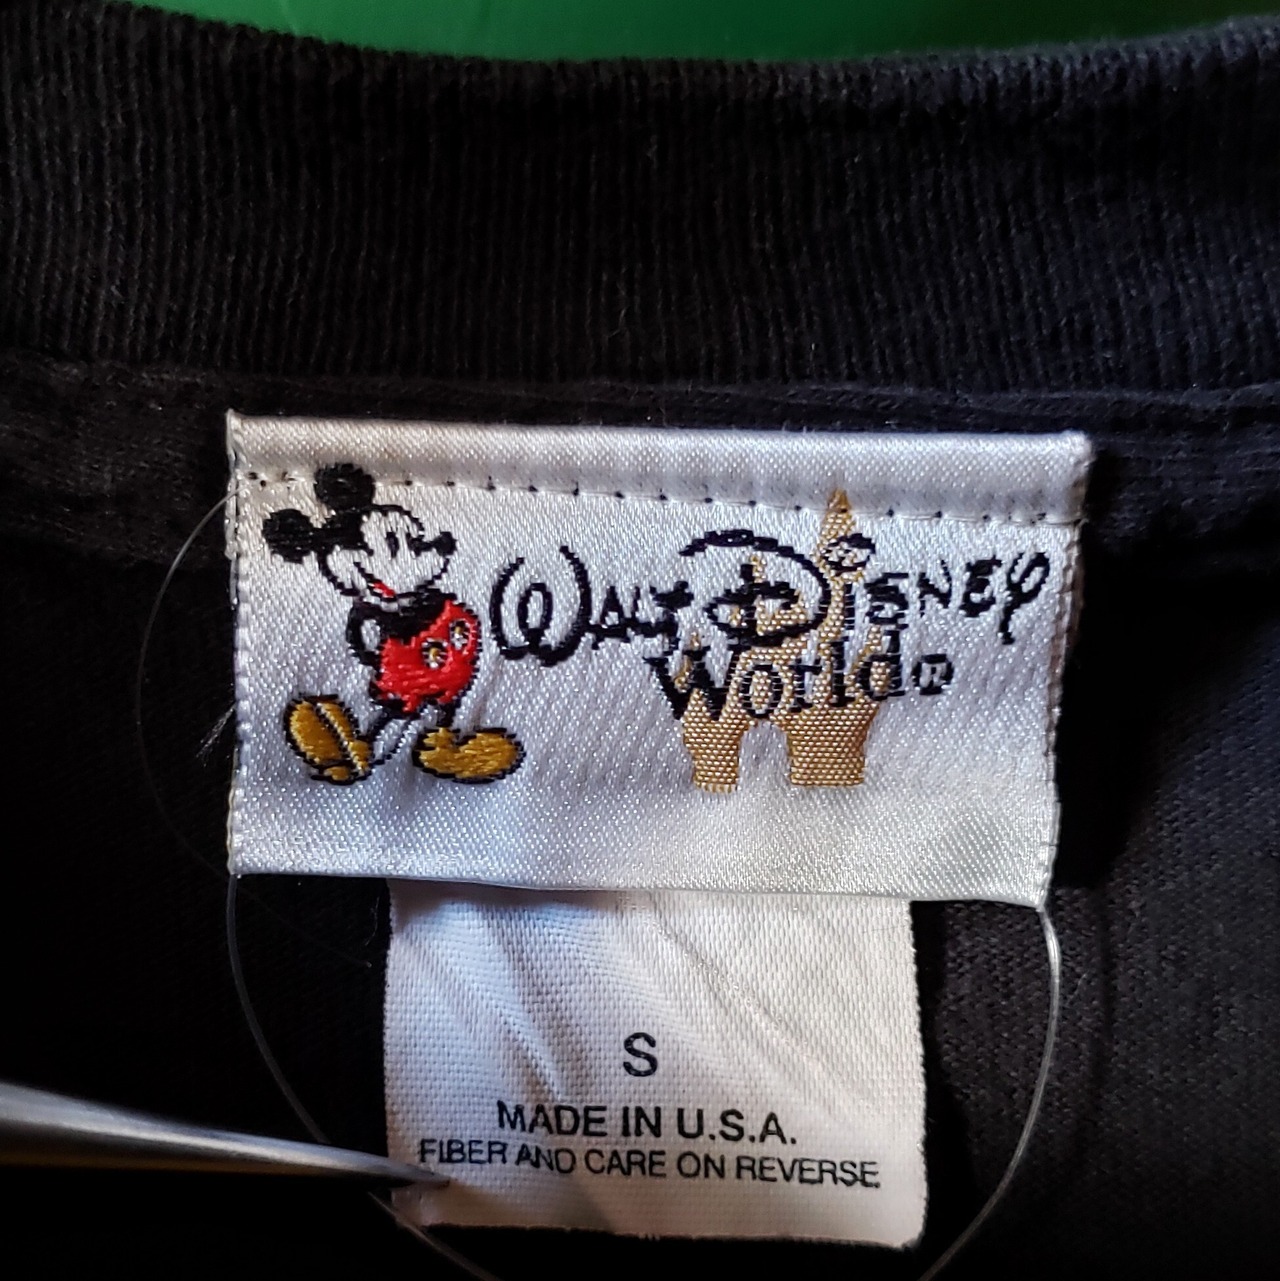 WALT DISNEY
World®
S
MADE IN U.S.A.
FIBER AND CARE ON REVERSE